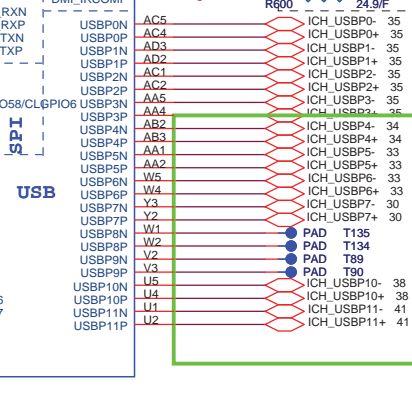 DMI_IRCOMP
R600 24.9/F
RXN
RXP
TXN
TXP
USBP0N AC5 ICH_USBP0- 35
USBP0P AC4 ICH_USBP0+ 35
USBP1N AD3 ICH_USBP1- 35
USBP1P AD2 ICH_USBP1+ 35
USBP2N AC1 ICH_USBP2- 35
USBP2P AC2 ICH_USBP2+ 35
O58/CLGPIO6 USBP3N AA5 ICH_USBP3- 35
USBP3P AA4 ICH_USBP3+ 35
USBP4N AB2 ICH_USBP4- 34
USBP4P AB3 ICH_USBP4+ 34
USBP5N AA1 ICH_USBP5- 33
USBP5P AA2 ICH_USBP5+ 33
USBP6N W5 ICH_USBP6- 33
USBP6P W4 ICH_USBP6+ 33
USBP7N Y3 ICH_USBP7- 30
USBP7P Y2 ICH_USBP7+ 30
USBP8N W1 PAD T135
USBP8P W2 PAD T134
USBP9N V2 PAD T89
USBP9P V3 PAD T90
USBP10N U5 ICH_USBP10- 38
USBP10P U4 ICH_USBP10+ 38
USBP11N U1 ICH_USBP11- 41
USBP11P U2 ICH_USBP11+ 41
SPI
USB